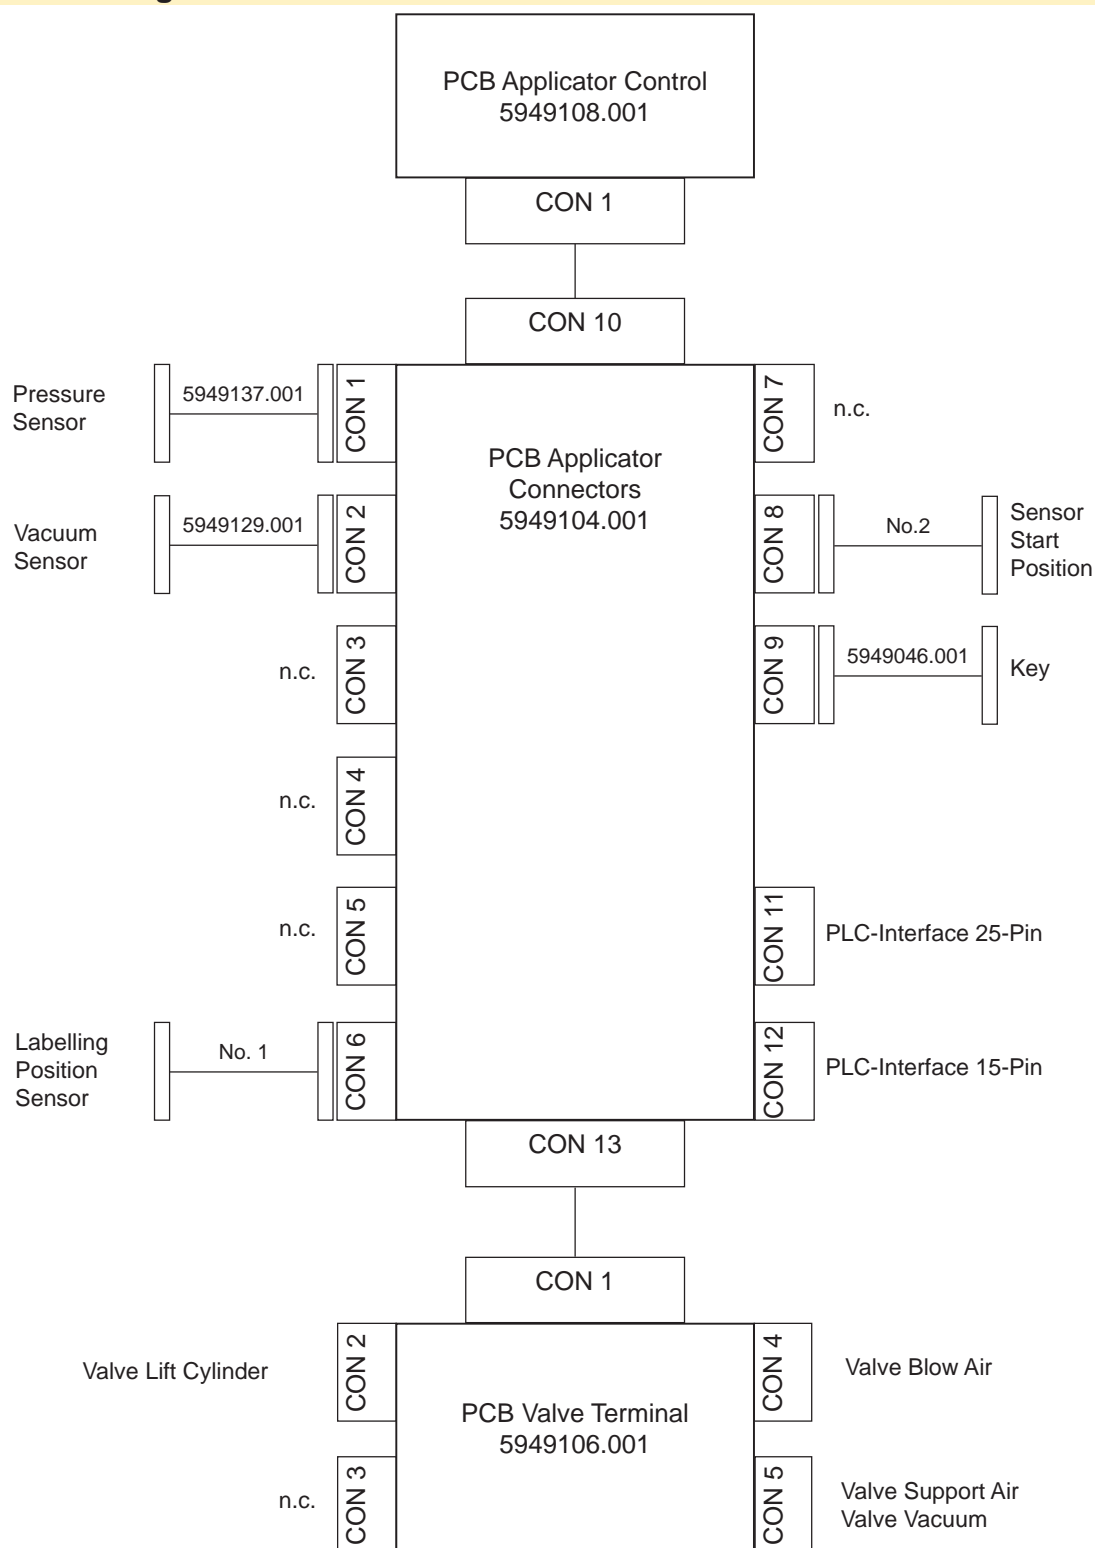 PCB Applicator Control
5949108.001
CON 1
CON 10
Pressure
Sensor
5949137.001
CON 1
CON 7
n.c.
PCB Applicator
Connectors
5949104.001
Vacuum
Sensor
5949129.001
CON 2
CON 8
No.2
Sensor
Start
Position
n.c.
CON 3
CON 9
5949046.001
Key
n.c.
CON 4
n.c.
CON 5
CON 11
PLC-Interface 25-Pin
Labelling
Position
Sensor
No. 1
CON 6
CON 12
PLC-Interface 15-Pin
CON 13
CON 1
Valve Lift Cylinder
CON 2
CON 4
Valve Blow Air
PCB Valve Terminal
5949106.001
n.c.
CON 3
CON 5
Valve Support Air
Valve Vacuum